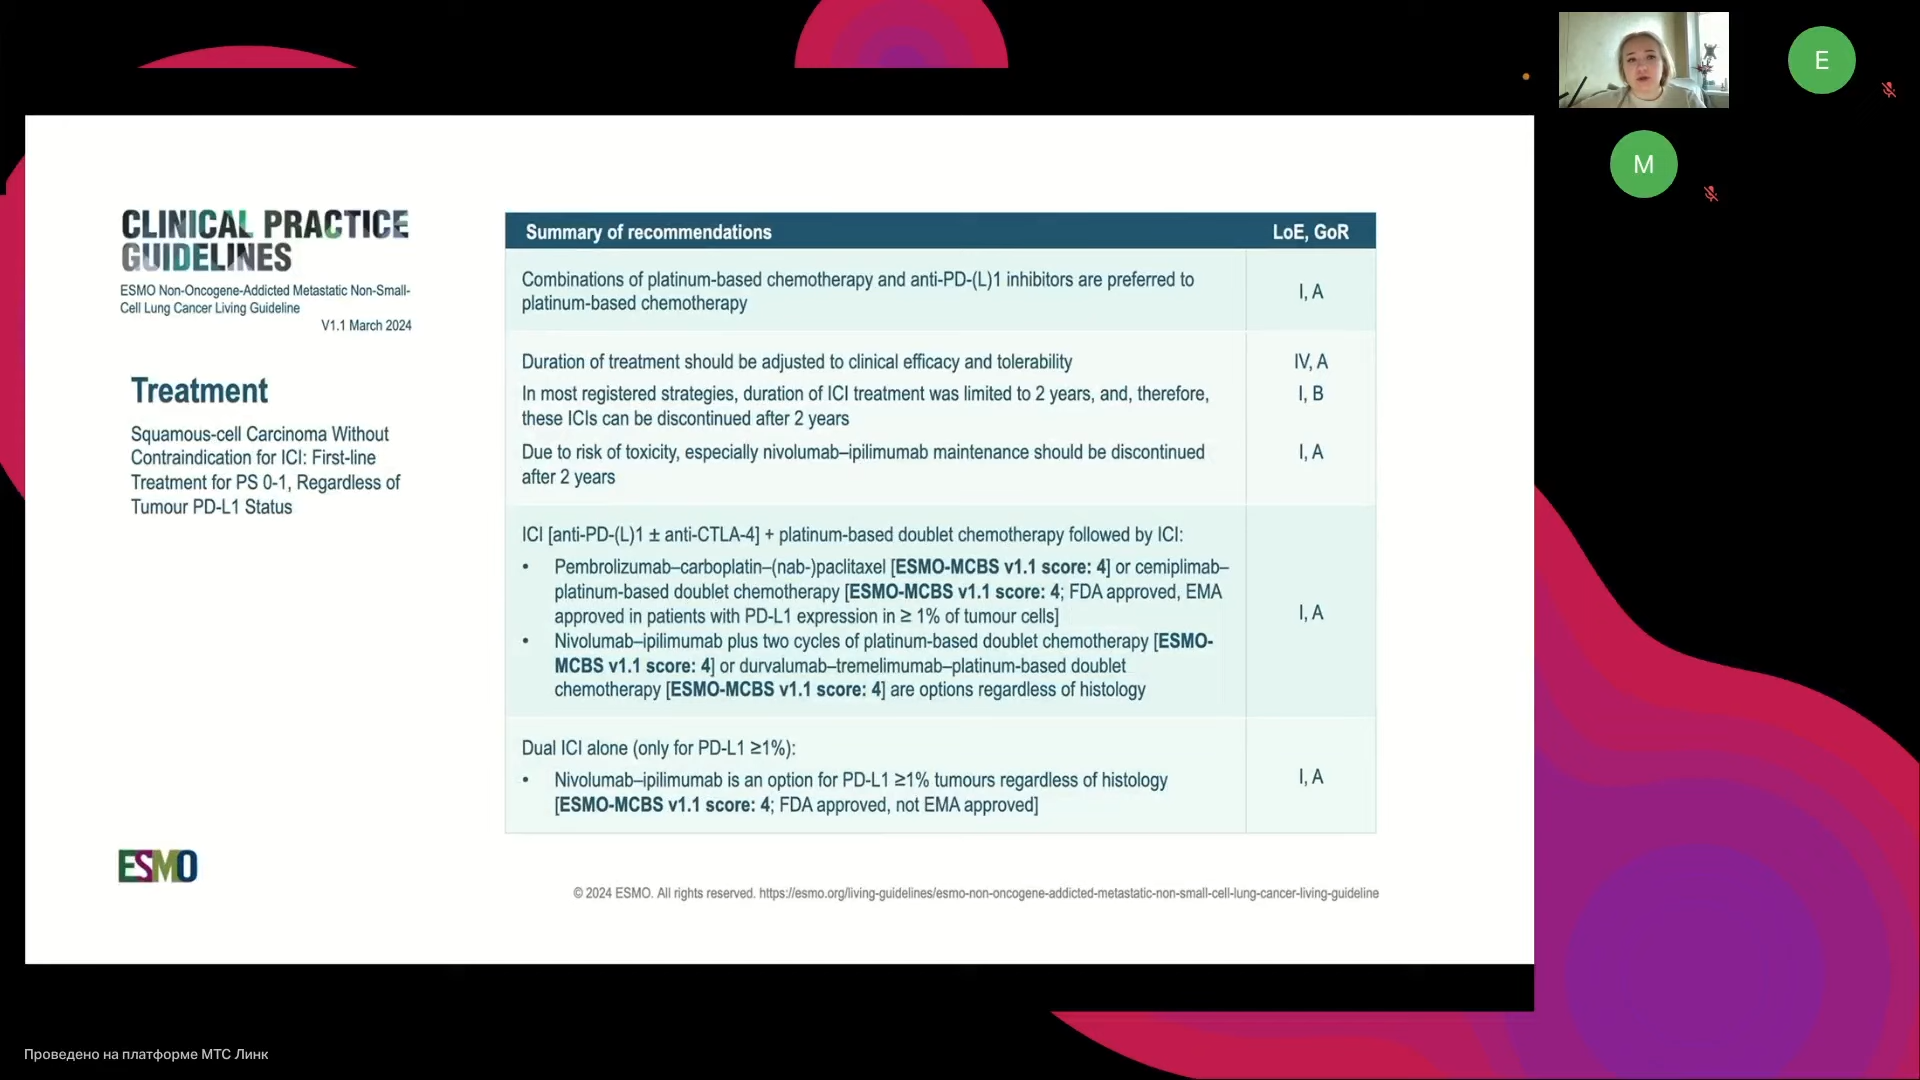 E
M
CLINICAL PRACTICE
GUIDELINES
ESMO Non-Oncogene-Addicted Metastatic Non-Small-
Cell Lung Cancer Living Guideline
V1.1 March 2024
Treatment
Squamous-cell Carcinoma Without
Contraindication for ICI: First-line
Treatment for PS 0-1, Regardless of
Tumour PD-L1 Status
Summary of recommendations LoE, GoR
Combinations of platinum-based chemotherapy and anti-PD-(L)1 inhibitors are preferred to
platinum-based chemotherapy
I, A
Duration of treatment should be adjusted to clinical efficacy and tolerability IV, A
In most registered strategies, duration of ICI treatment was limited to 2 years, and, therefore, I, B
these ICIs can be discontinued after 2 years
Due to risk of toxicity, especially nivolumab–ipilimumab maintenance should be discontinued I, A
after 2 years
ICI [anti-PD-(L)1 ± anti-CTLA-4] + platinum-based doublet chemotherapy followed by ICI:
• Pembrolizumab–carboplatin–(nab-)paclitaxel [ESMO-MCBS v1.1 score: 4] or cemiplimab–
platinum-based doublet chemotherapy [ESMO-MCBS v1.1 score: 4; FDA approved, EMA
approved in patients with PD-L1 expression in ≥ 1% of tumour cells]
I, A
• Nivolumab–ipilimumab plus two cycles of platinum-based doublet chemotherapy [ESMO-
MCBS v1.1 score: 4] or durvalumab–tremelimumab–platinum-based doublet
chemotherapy [ESMO-MCBS v1.1 score: 4] are options regardless of histology
Dual ICI alone (only for PD-L1 ≥1%):
• Nivolumab–ipilimumab is an option for PD-L1 ≥1% tumours regardless of histology I, A
[ESMO-MCBS v1.1 score: 4; FDA approved, not EMA approved]
ESMO
© 2024 ESMO. All rights reserved. https://esmo.org/living-guidelines/esmo-non-oncogene-addicted-metastatic-non-small-cell-lung-cancer-living-guideline
Проведено на платформе МТС Линк